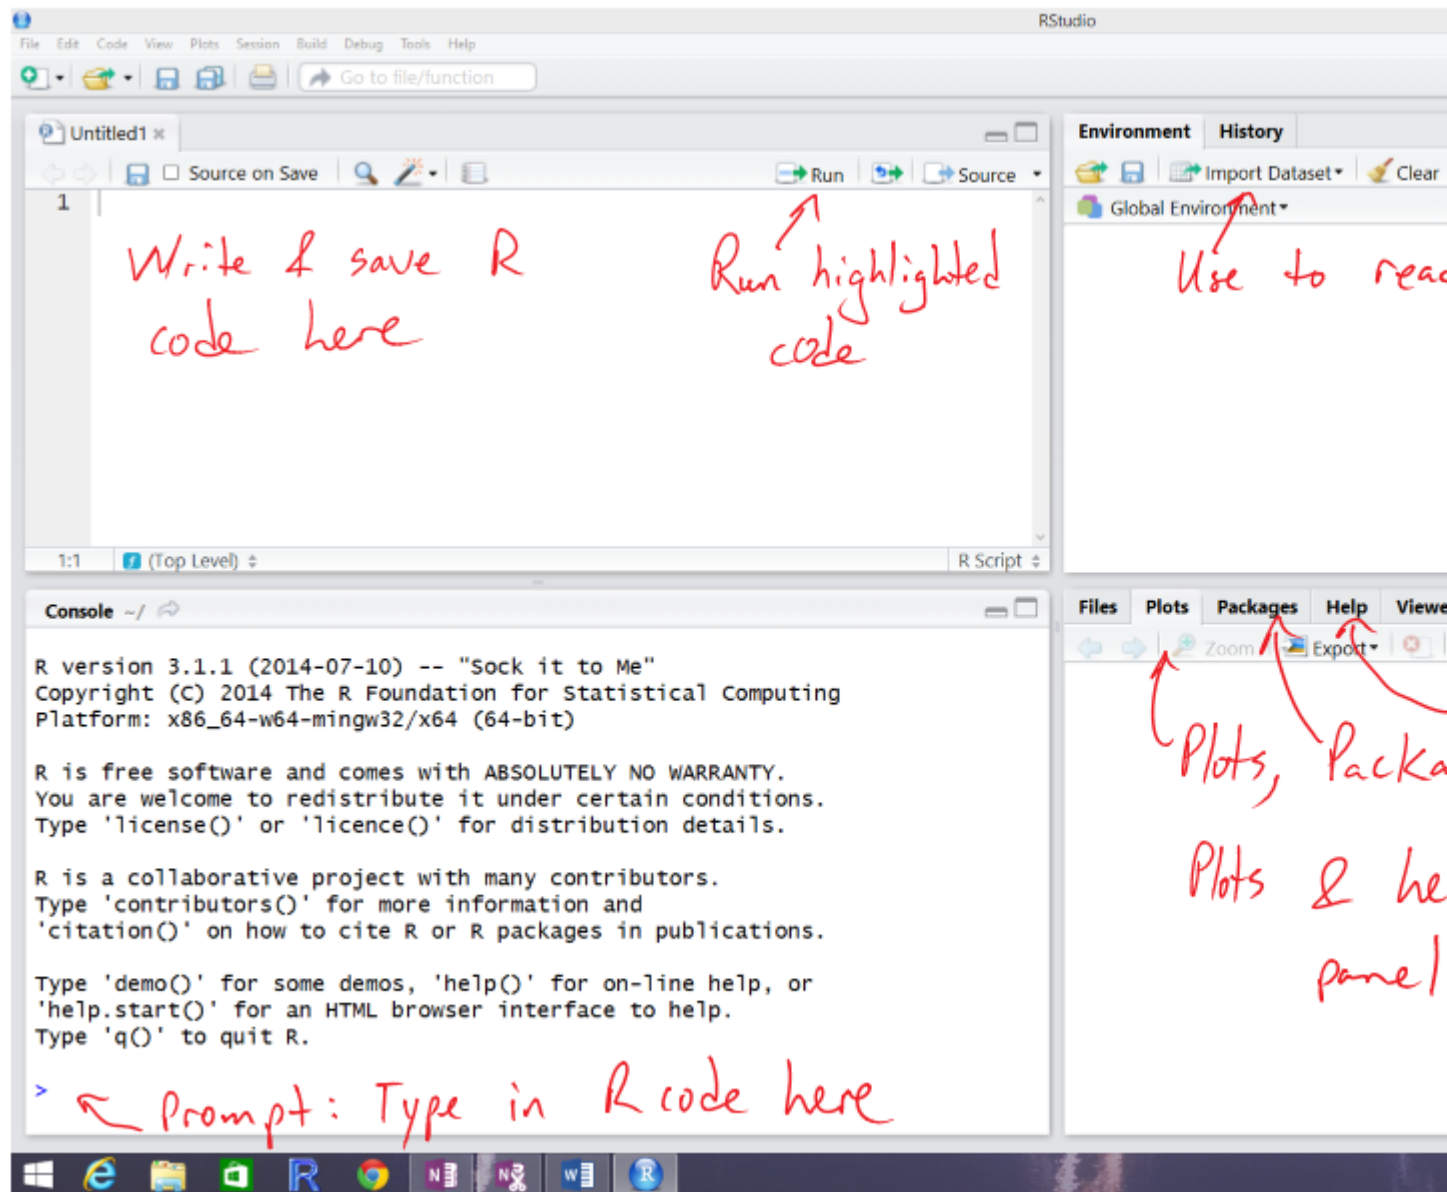 RStudio
File Edit Code View Plots Session Build Debug Tools Help
Go to file/function
Untitled1
Source on Save Run Source
1
Write & save R
code here
Run highlighted
code
1:1 (Top Level) R Script
Environment History
Import Dataset Clear
Global Environment
Use to read
Console ~/
R version 3.1.1 (2014-07-10) -- "Sock it to Me"
Copyright (C) 2014 The R Foundation for Statistical Computing
Platform: x86_64-w64-mingw32/x64 (64-bit)
R is free software and comes with ABSOLUTELY NO WARRANTY.
You are welcome to redistribute it under certain conditions.
Type 'license()' or 'licence()' for distribution details.
R is a collaborative project with many contributors.
Type 'contributors()' for more information and
'citation()' on how to cite R or R packages in publications.
Type 'demo()' for some demos, 'help()' for on-line help, or
'help.start()' for an HTML browser interface to help.
Type 'q()' to quit R.
>
Prompt: Type in R code here
Files Plots Packages Help Viewe
Zoom Export
Plots, Packa
Plots & he
panel